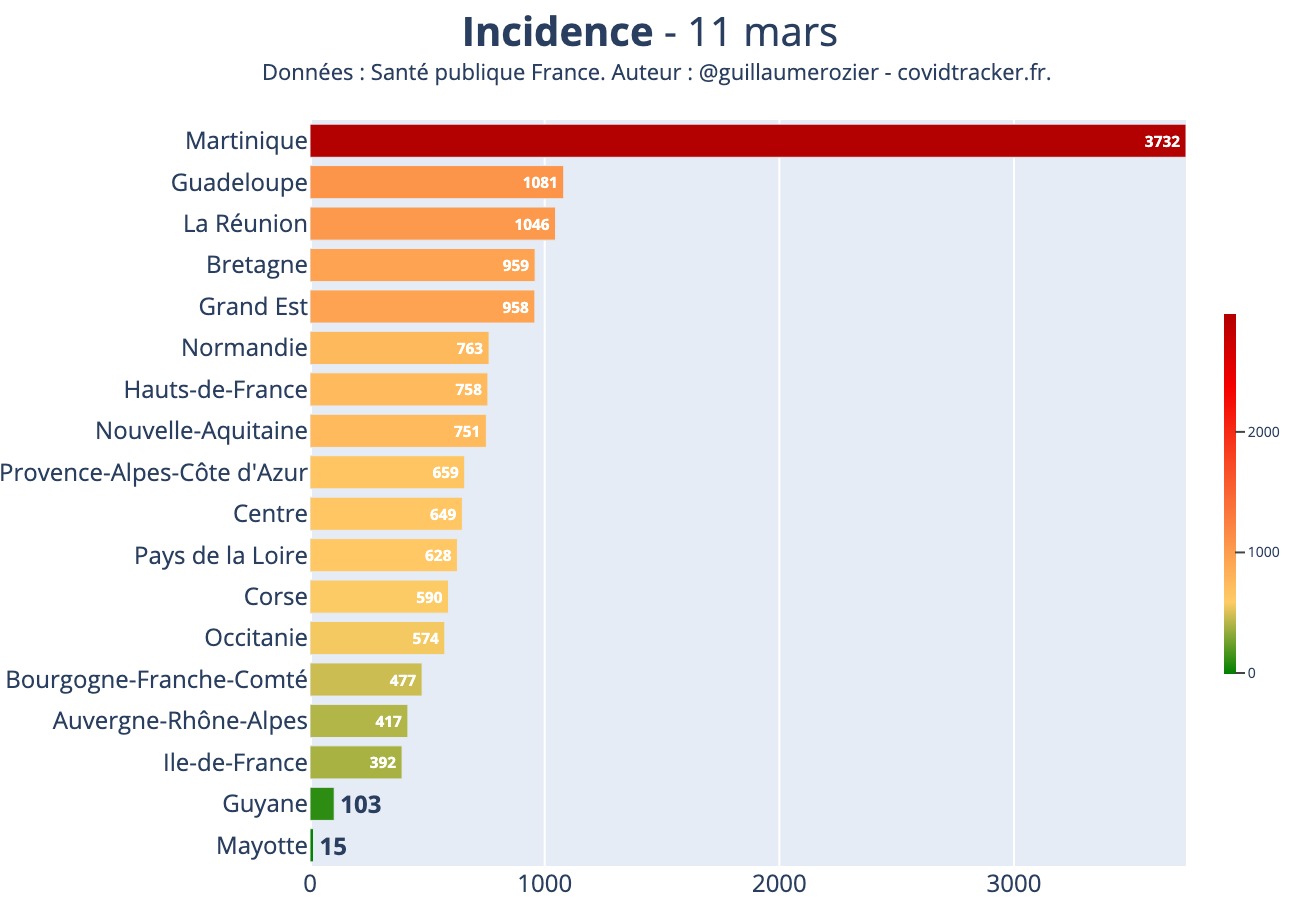 Incidence - 11 mars
Données : Santé publique France. Auteur : @guillaumerozier - covidtracker.fr.
Martinique 3732
Guadeloupe 1081
La Réunion 1046
Bretagne 959
Grand Est 958
Normandie 763
Hauts-de-France 758
Nouvelle-Aquitaine 751
Provence-Alpes-Côte d'Azur 659
Centre 649
Pays de la Loire 628
Corse 590
Occitanie 574
Bourgogne-Franche-Comté 477
Auvergne-Rhône-Alpes 417
Ile-de-France 392
Guyane 103
Mayotte 15
0 1000 2000 3000
2000
1000
0